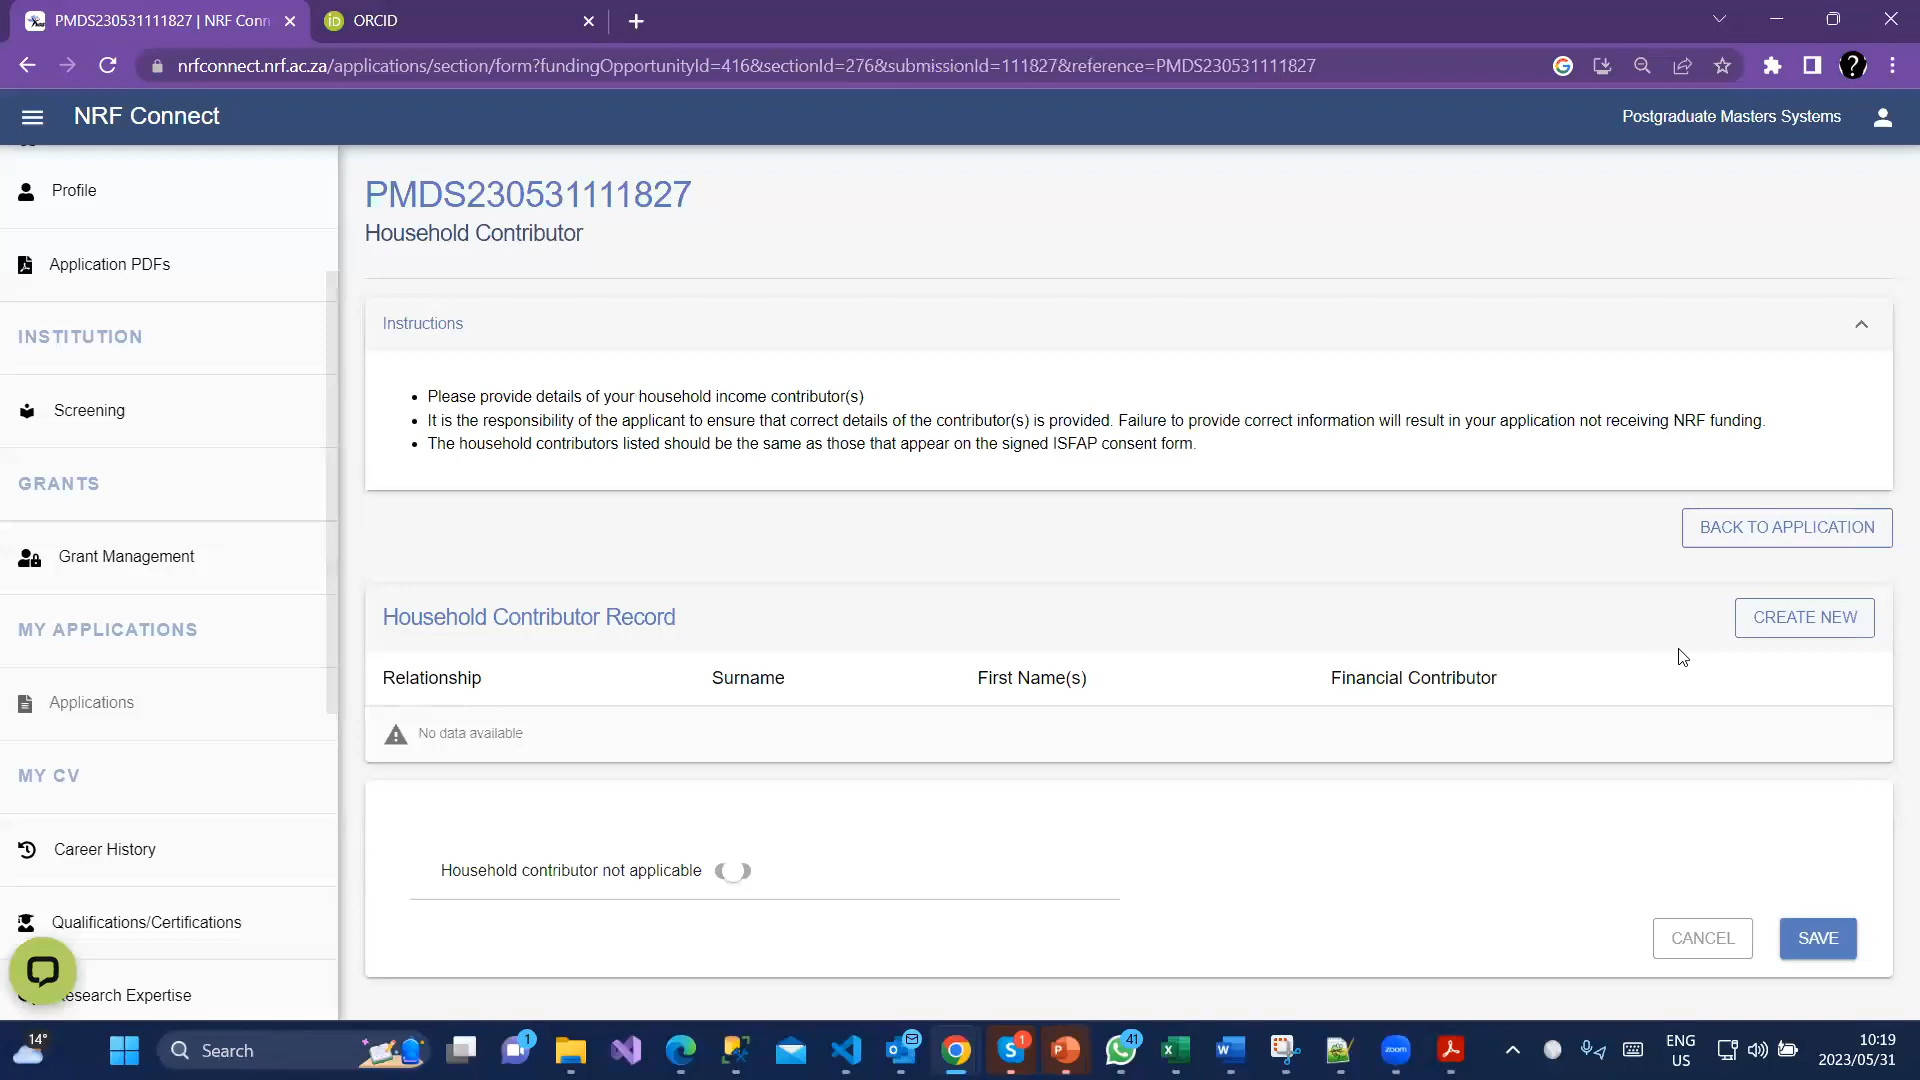 PMDS230531111827 | NRF Conn
ORCID
nrfconnect.nrf.ac.za/applications/section/form?fundingOpportunityId=416&sectionId=276&submissionId=111827&reference=PMDS230531111827
NRF Connect
Postgraduate Masters Systems
Profile
Application PDFs
INSTITUTION
Screening
GRANTS
Grant Management
MY APPLICATIONS
Applications
MY CV
Career History
Qualifications/Certifications
Research Expertise
PMDS230531111827
Household Contributor
Instructions
• Please provide details of your household income contributor(s)
• It is the responsibility of the applicant to ensure that correct details of the contributor(s) is provided. Failure to provide correct information will result in your application not receiving NRF funding.
• The household contributors listed should be the same as those that appear on the signed ISFAP consent form.
BACK TO APPLICATION
Household Contributor Record
CREATE NEW
Relationship Surname First Name(s) Financial Contributor
No data available
Household contributor not applicable
CANCEL SAVE
14°
Search
1
1
41
zoom
ENG
US
10:19
2023/05/31